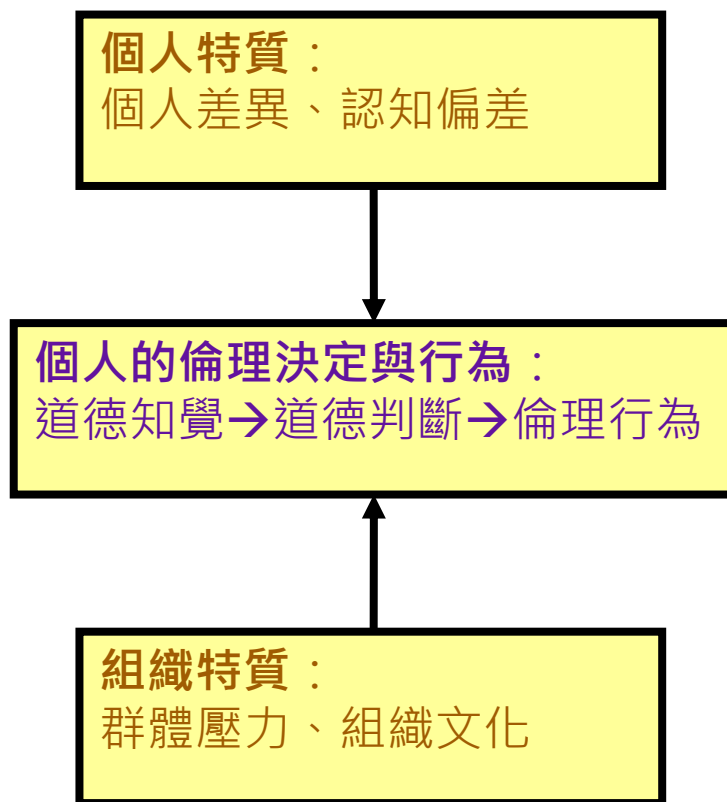 個人特質：
個人差異、認知偏差
個人的倫理決定與行為：
道德知覺→道德判斷→倫理行為
組織特質：
群體壓力、組織文化